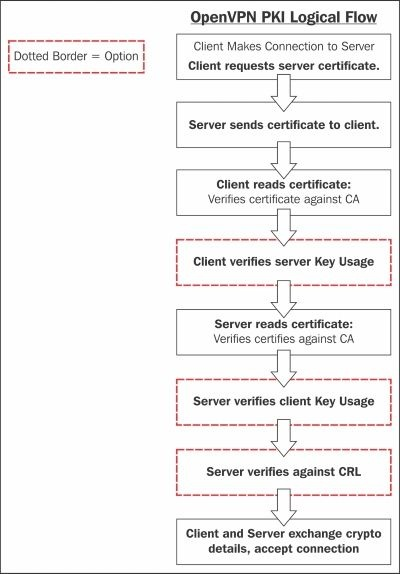 OpenVPN PKI Logical Flow
Dotted Border = Option
Client Makes Connection to Server
Client requests server certificate.
Server sends certificate to client.
Client reads certificate:
Verifies certificate against CA
Client verifies server Key Usage
Server reads certificate:
Verifies certifies against CA
Server verifies client Key Usage
Server verifies against CRL
Client and Server exchange crypto
details, accept connection